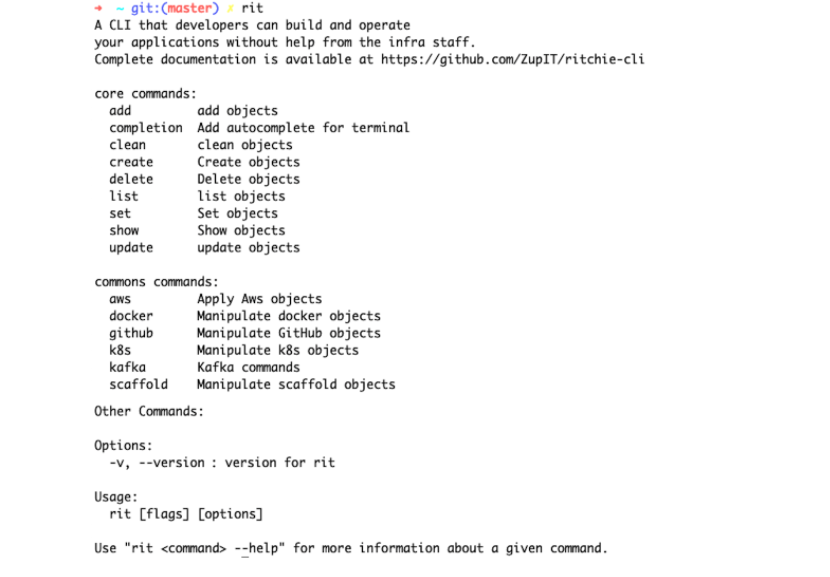 ➜  ~ git:(master) ✗ rit
A CLI that developers can build and operate
your applications without help from the infra staff.
Complete documentation is available at https://github.com/ZupIT/ritchie-cli
core commands:
add         add objects
completion  Add autocomplete for terminal
clean       clean objects
create      Create objects
delete      Delete objects
list        list objects
set         Set objects
show        Show objects
update      update objects
commons commands:
aws         Apply Aws objects
docker      Manipulate docker objects
github      Manipulate GitHub objects
k8s         Manipulate k8s objects
kafka       Kafka commands
scaffold    Manipulate scaffold objects
Other Commands:
Options:
-v, --version : version for rit
Usage:
rit [flags] [options]
Use "rit <command> --help" for more information about a given command.